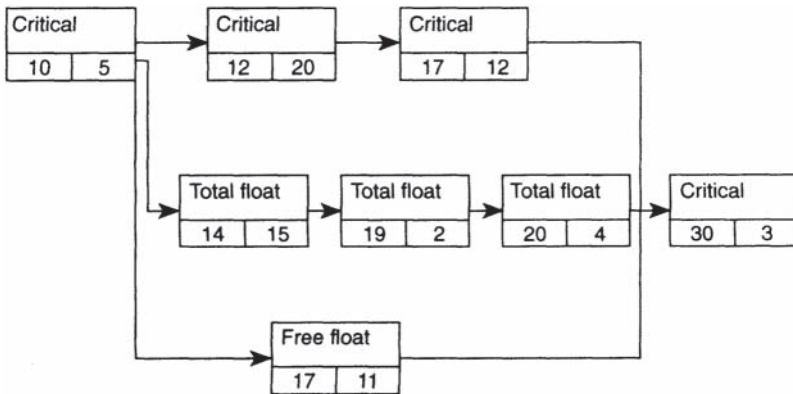 Critical
Critical
Critical
10 5
12 20
17 12
Total float
Total float
Total float
Critical
14 15
19 2
20 4
30 3
Free float
17 11